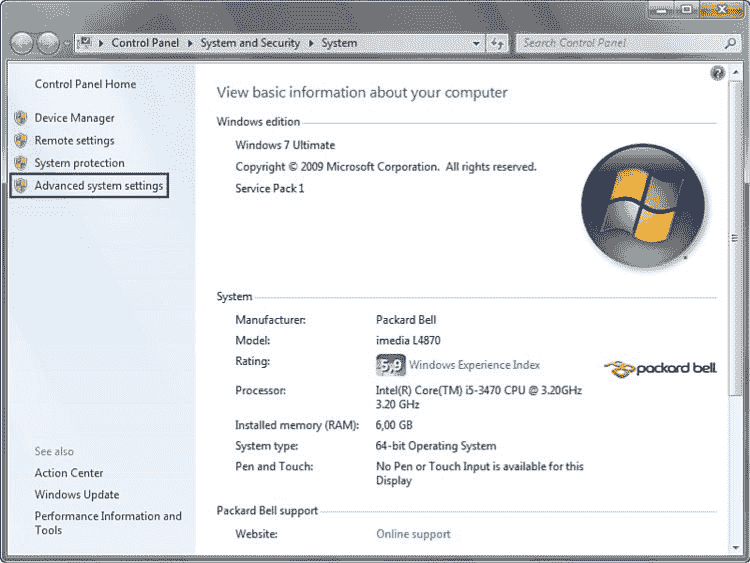 Control Panel
System and Security
System
Search Control Panel
Control Panel Home
Device Manager
Remote settings
System protection
Advanced system settings
See also
Action Center
Windows Update
Performance Information and
Tools
View basic information about your computer
Windows edition
Windows 7 Ultimate
Copyright © 2009 Microsoft Corporation. All rights reserved.
Service Pack 1
System
Manufacturer: Packard Bell
Model: imedia L4870
Rating: 5,9 Windows Experience Index
packard bell
Processor: Intel(R) Core(TM) i5-3470 CPU @ 3.20GHz
3.20 GHz
Installed memory (RAM): 6,00 GB
System type: 64-bit Operating System
Pen and Touch: No Pen or Touch Input is available for this
Display
Packard Bell support
Website: Online support